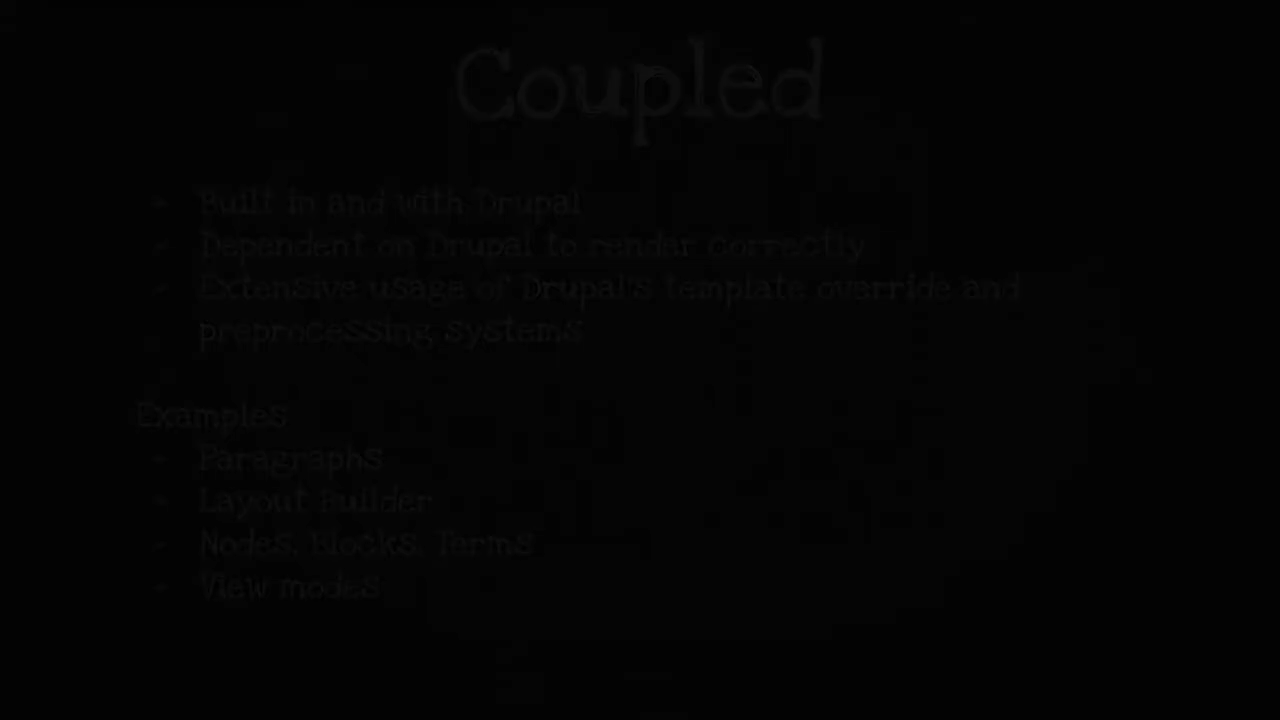 Coupled
- Built in and with Drupal
- Dependent on Drupal to render correctly
- Extensive usage of Drupal's template override and
preprocessing systems
Examples
- Paragraphs
- Layout Builder
- Nodes, Blocks, Terms
- View modes